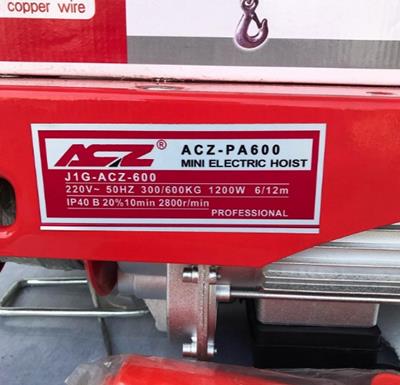 copper wire
ACZ® ACZ-PA600
MINI ELECTRIC HOIST
J1G-ACZ-600
220V~ 50HZ 300/600KG 1200W 6/12m
IP40 B 20%10min 2800r/min
PROFESSIONAL